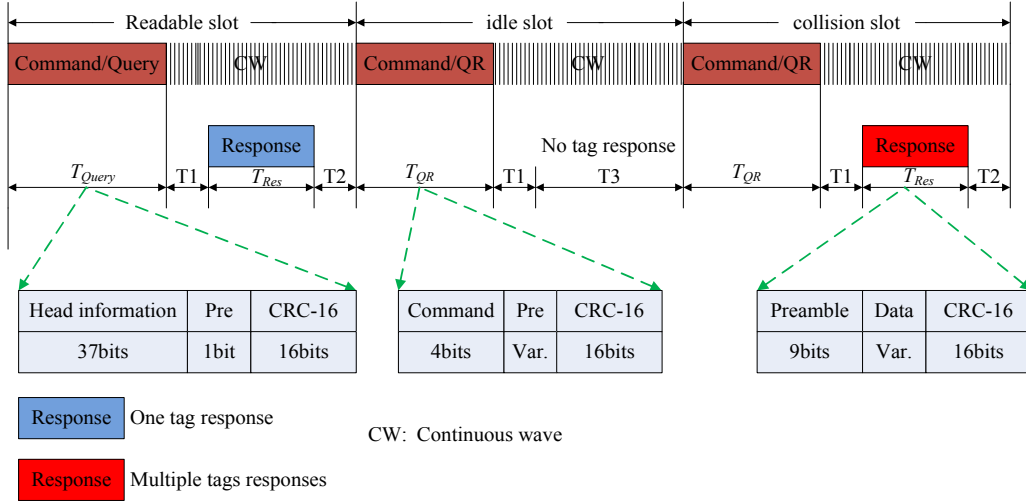 Readable slot idle slot collision slot
Command/Query CW Command/QR CW Command/QR CW
Response No tag response Response
T_Query T1 T_Res T2 T_QR T1 T3 T_QR T1 T_Res T2
Head information Pre CRC-16 Command Pre CRC-16 Preamble Data CRC-16
37bits 1bit 16bits 4bits Var. 16bits 9bits Var. 16bits
Response One tag response
CW: Continuous wave
Response Multiple tags responses